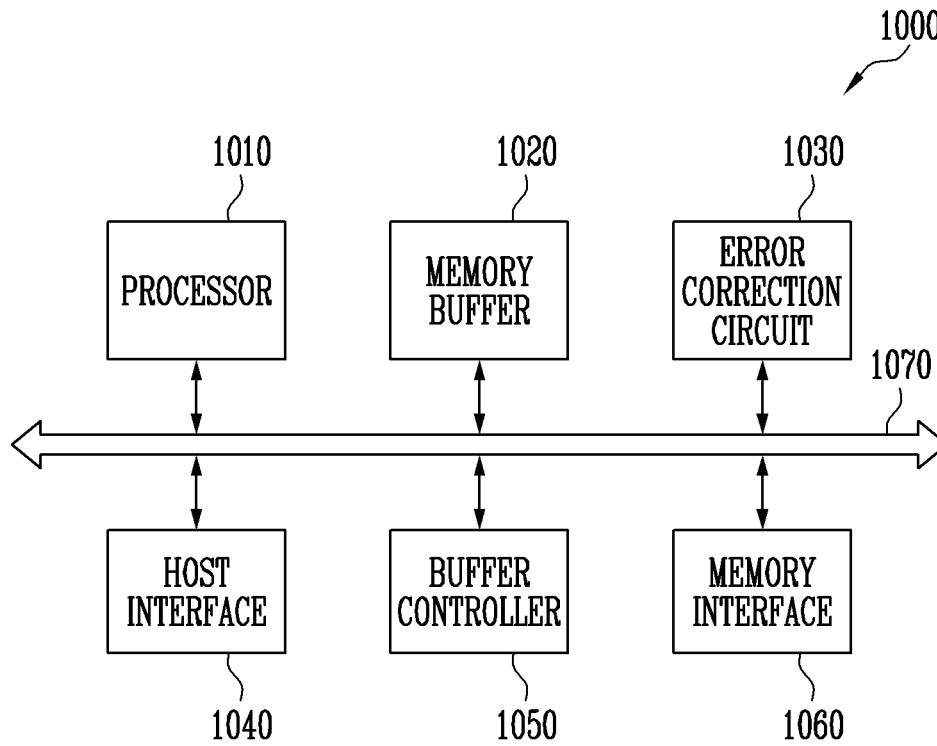 1000
1010
1020
1030
PROCESSOR
MEMORY
BUFFER
ERROR
CORRECTION
CIRCUIT
1070
HOST
INTERFACE
BUFFER
CONTROLLER
MEMORY
INTERFACE
1040
1050
1060